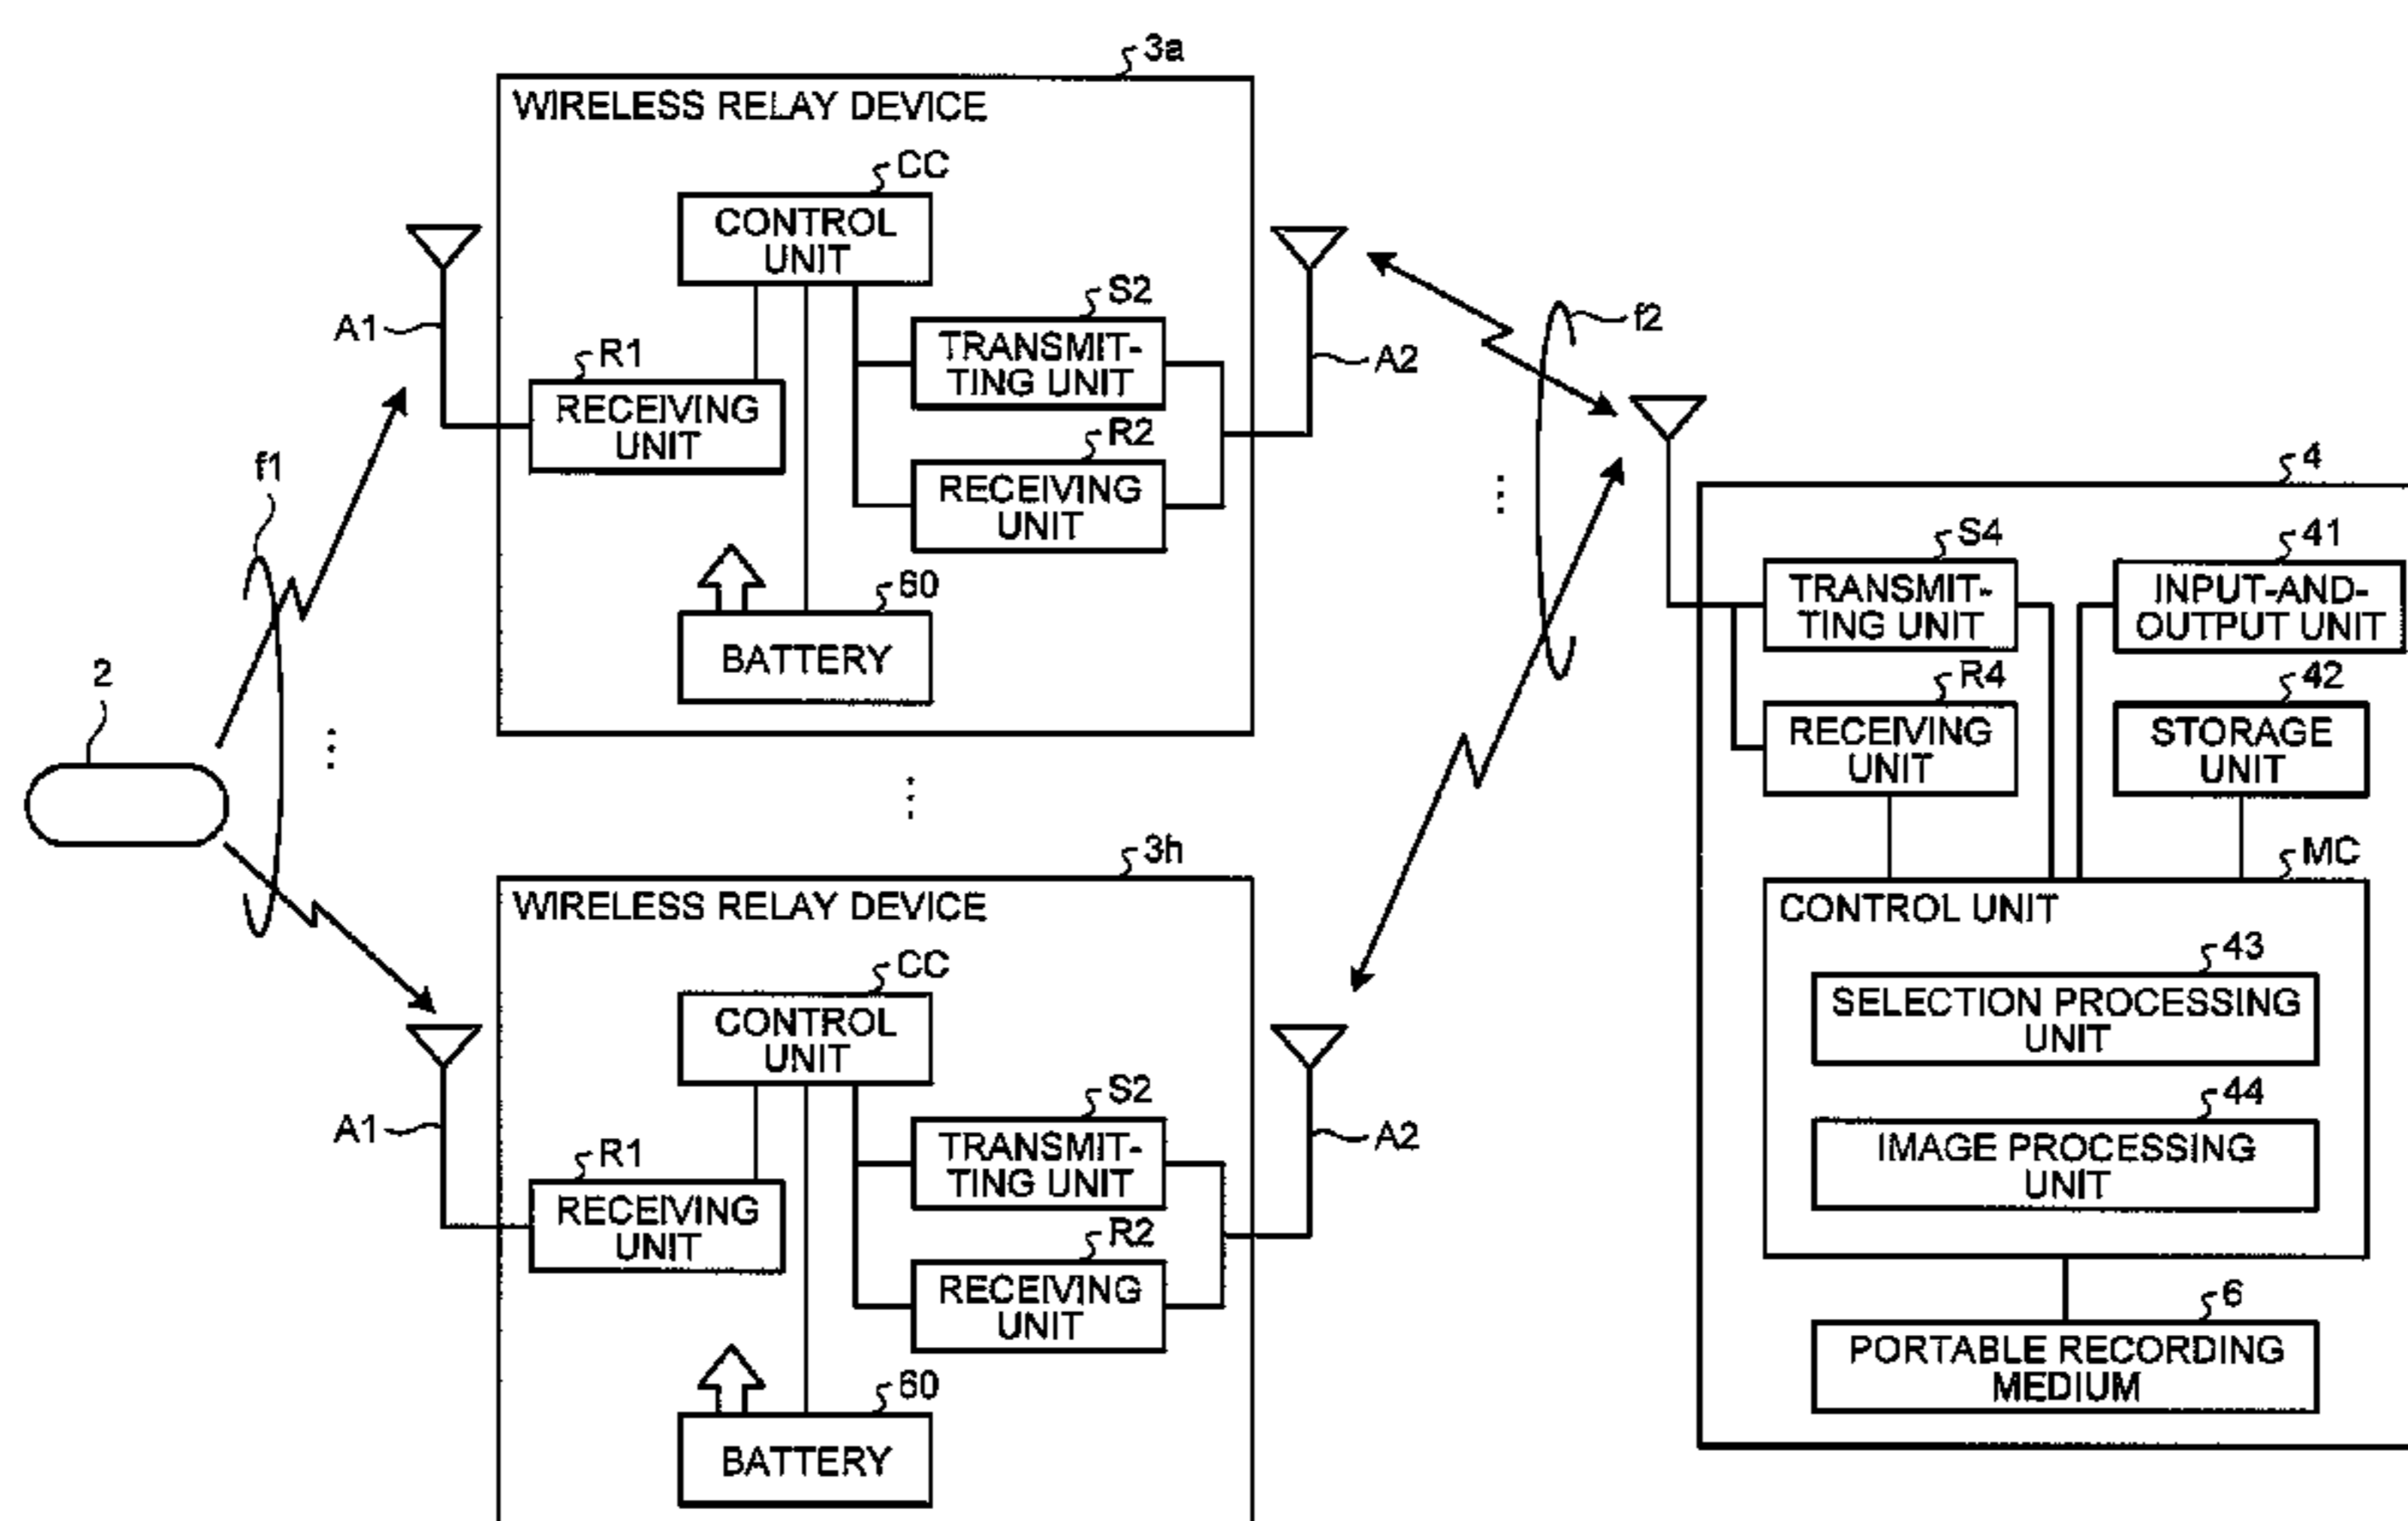 3a
WIRELESS RELAY DEVICE
CC
CONTROL
UNIT
A1
R1
RECEIVING
UNIT
S2
TRANSMIT-
TING UNIT
R2
RECEIVING
UNIT
A2
60
BATTERY
f1
2
f2
4
S4
TRANSMIT-
TING UNIT
41
INPUT-AND-
OUTPUT UNIT
R4
RECEIVING
UNIT
42
STORAGE
UNIT
MC
CONTROL UNIT
43
SELECTION PROCESSING
UNIT
44
IMAGE PROCESSING
UNIT
6
PORTABLE RECORDING
MEDIUM
3h
WIRELESS RELAY DEVICE
CC
CONTROL
UNIT
A1
R1
RECEIVING
UNIT
S2
TRANSMIT-
TING UNIT
R2
RECEIVING
UNIT
A2
60
BATTERY